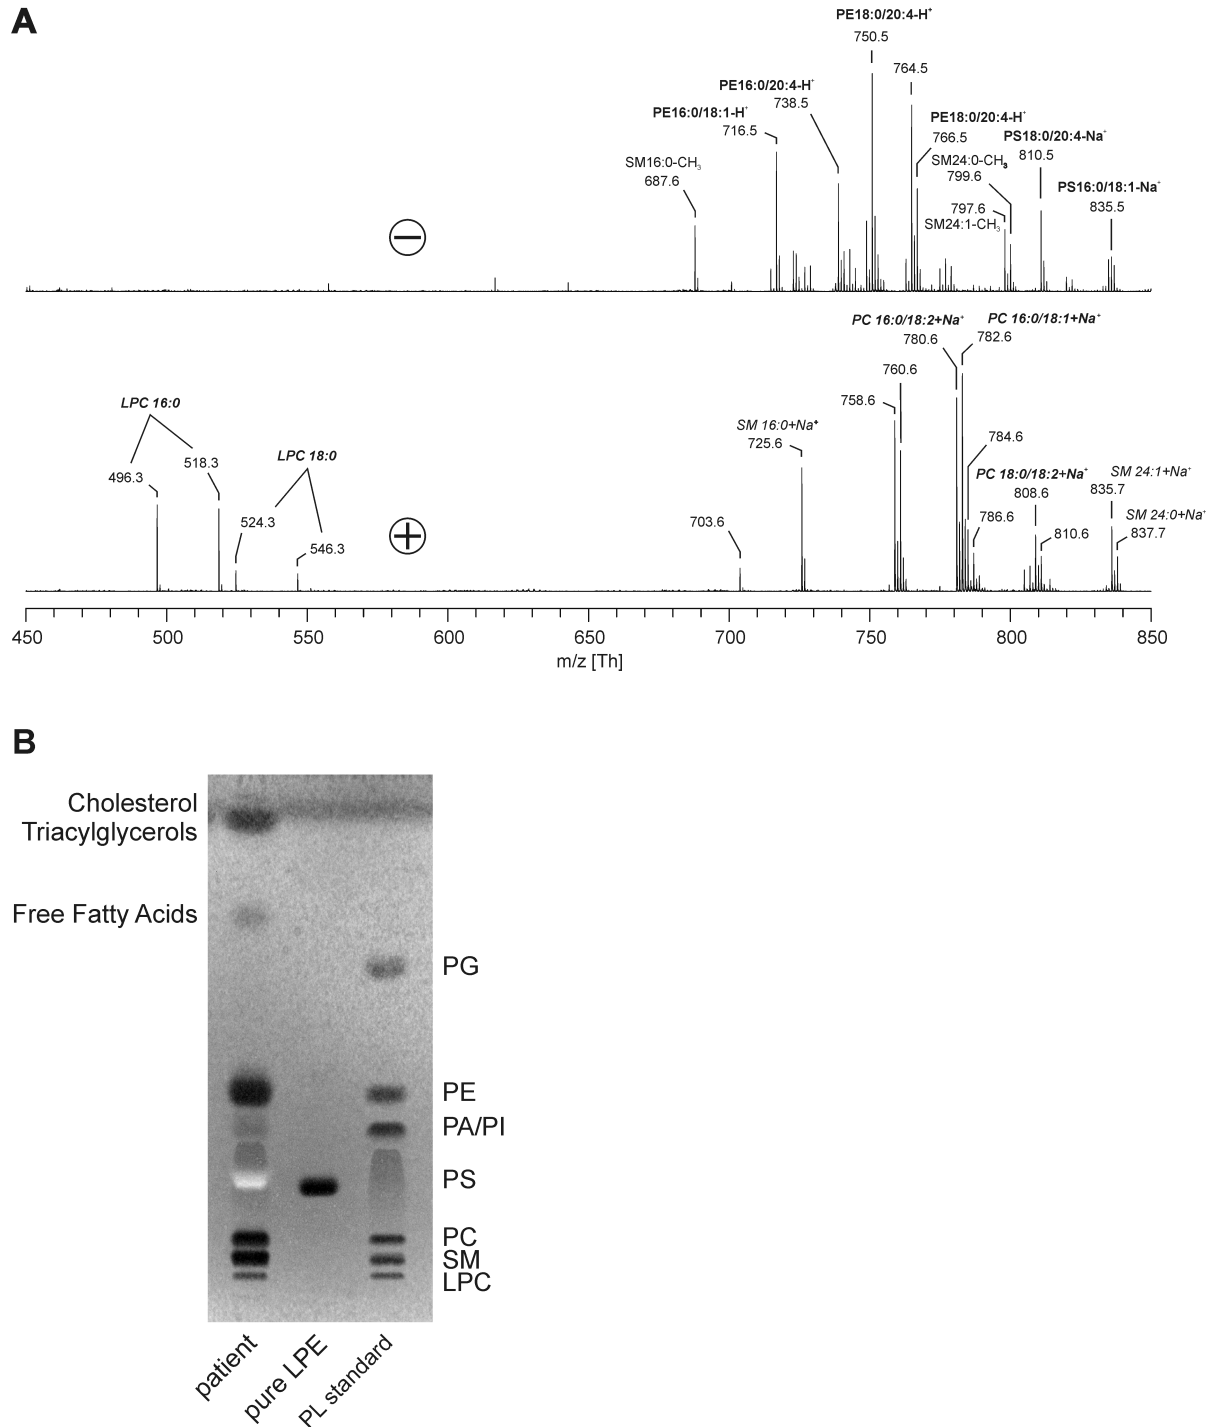 A
PE18:0/20:4-H⁺
750.5
764.5
PE16:0/20:4-H⁺
738.5
PE16:0/18:1-H⁺
716.5
PE18:0/20:4-H⁺
766.5
PS18:0/20:4-Na⁺
810.5
SM16:0-CH₃
687.6
SM24:0-CH₃
799.6
PS16:0/18:1-Na⁺
835.5
797.6
SM24:1-CH₃
−
PC 16:0/18:2+Na⁺
780.6
PC 16:0/18:1+Na⁺
782.6
760.6
758.6
LPC 16:0
496.3
518.3
LPC 18:0
524.3
546.3
SM 16:0+Na⁺
725.6
703.6
784.6
PC 18:0/18:2+Na⁺
808.6
786.6
810.6
SM 24:1+Na⁺
835.7
SM 24:0+Na⁺
837.7
+
450 500 550 600 650 700 750 800 850
m/z [Th]
B
Cholesterol
Triacylglycerols
Free Fatty Acids
PG
PE
PA/PI
PS
PC
SM
LPC
patient
pure LPE
PL standard